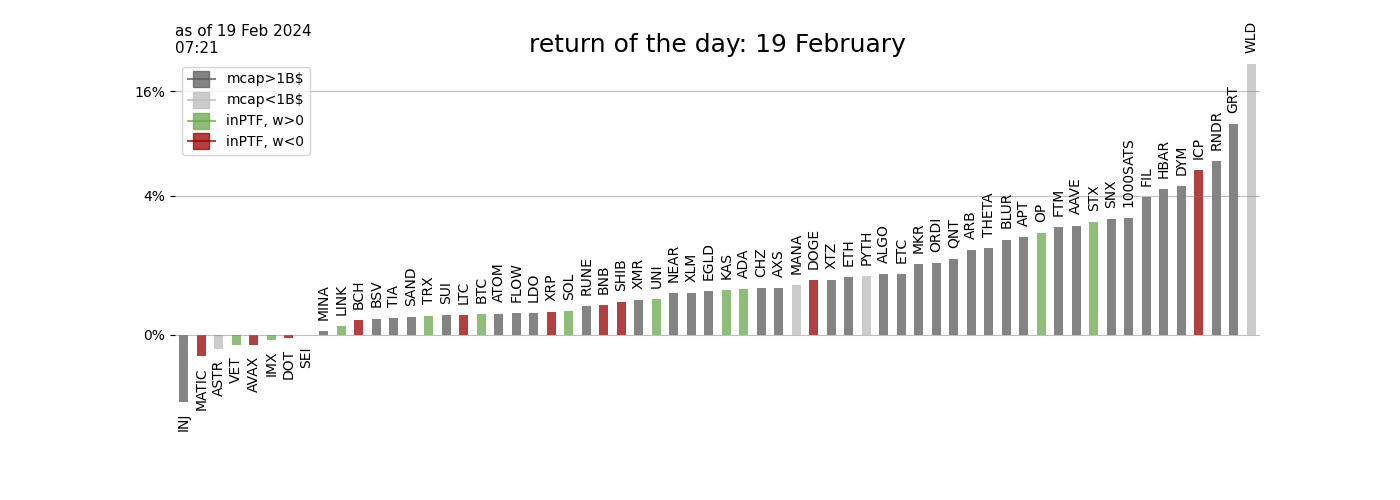 as of 19 Feb 2024
07:21
return of the day: 19 February
mcap>1B$
mcap<1B$
inPTF, w>0
inPTF, w<0
16%
4%
0%
INJ
MATIC
ASTR
VET
AVAX
IMX
DOT
SEI
MINA
LINK
BCH
BSV
TIA
SAND
TRX
SUI
LTC
BTC
ATOM
FLOW
LDO
XRP
SOL
RUNE
BNB
SHIB
XMR
UNI
NEAR
XLM
EGLD
KAS
ADA
CHZ
AXS
MANA
DOGE
XTZ
ETH
PYTH
ALGO
ETC
MKR
ORDI
QNT
ARB
THETA
BLUR
APT
OP
FTM
AAVE
STX
SNX
1000SATS
FIL
HBAR
DYM
ICP
RNDR
GRT
WLD